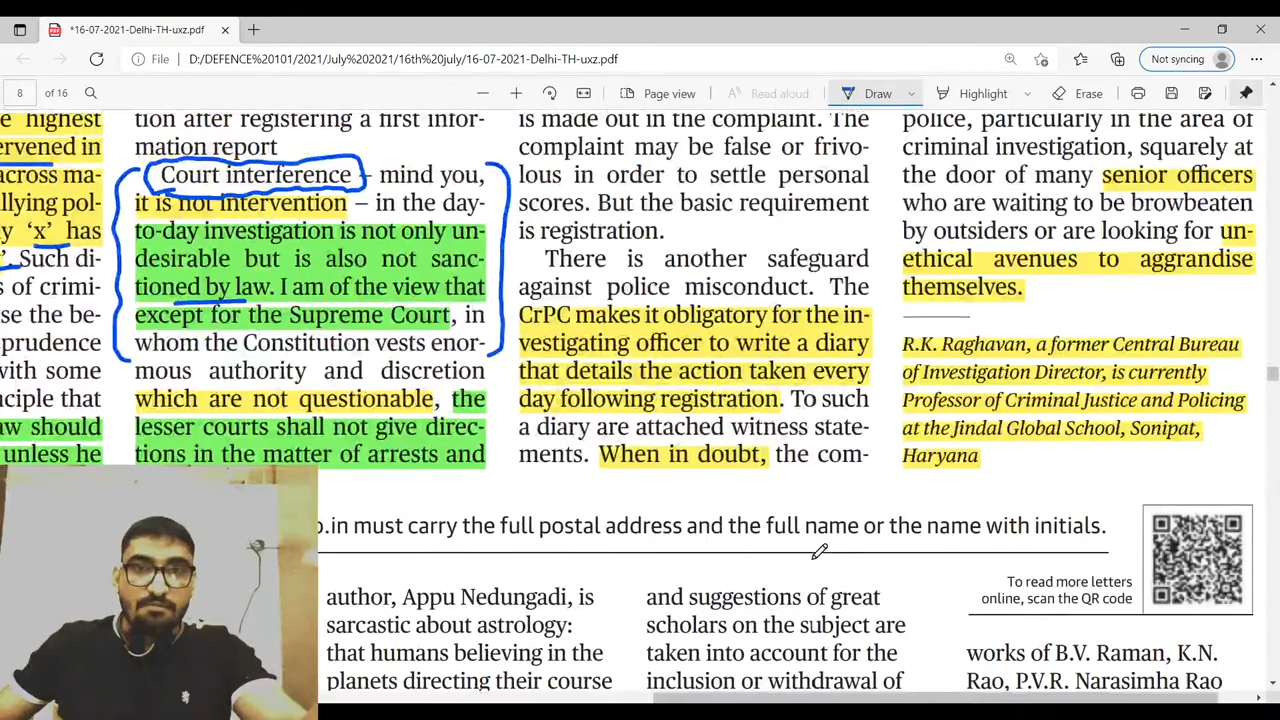 *16-07-2021-Delhi-TH-uxz.pdf
File
D:/DEFENCE%20101/2021/July%202021/16th%20july/16-07-2021-Delhi-TH-uxz.pdf
Not syncing
8 of 16
Page view
Read aloud
Draw
Highlight
Erase
e highest
ervened in
across ma-
llying pol-
y ‘x’ has
’. Such di-
s of crimi-
se the be-
prudence
with some
nciple that
aw should
unless he
tion after registering a first infor-
mation report
Court interference – mind you,
it is not intervention – in the day-
to-day investigation is not only un-
desirable but is also not sanc-
tioned by law. I am of the view that
except for the Supreme Court, in
whom the Constitution vests enor-
mous authority and discretion
which are not questionable, the
lesser courts shall not give direc-
tions in the matter of arrests and
is made out in the complaint. The
complaint may be false or frivo-
lous in order to settle personal
scores. But the basic requirement
is registration.
There is another safeguard
against police misconduct. The
CrPC makes it obligatory for the in-
vestigating officer to write a diary
that details the action taken every
day following registration. To such
a diary are attached witness state-
ments. When in doubt, the com-
police, particularly in the area of
criminal investigation, squarely at
the door of many senior officers
who are waiting to be browbeaten
by outsiders or are looking for un-
ethical avenues to aggrandise
themselves.
R.K. Raghavan, a former Central Bureau
of Investigation Director, is currently
Professor of Criminal Justice and Policing
at the Jindal Global School, Sonipat,
Haryana
o.in must carry the full postal address and the full name or the name with initials.
To read more letters
online, scan the QR code
author, Appu Nedungadi, is
sarcastic about astrology:
that humans believing in the
planets directing their course
and suggestions of great
scholars on the subject are
taken into account for the
inclusion or withdrawal of
works of B.V. Raman, K.N.
Rao, P.V.R. Narasimha Rao